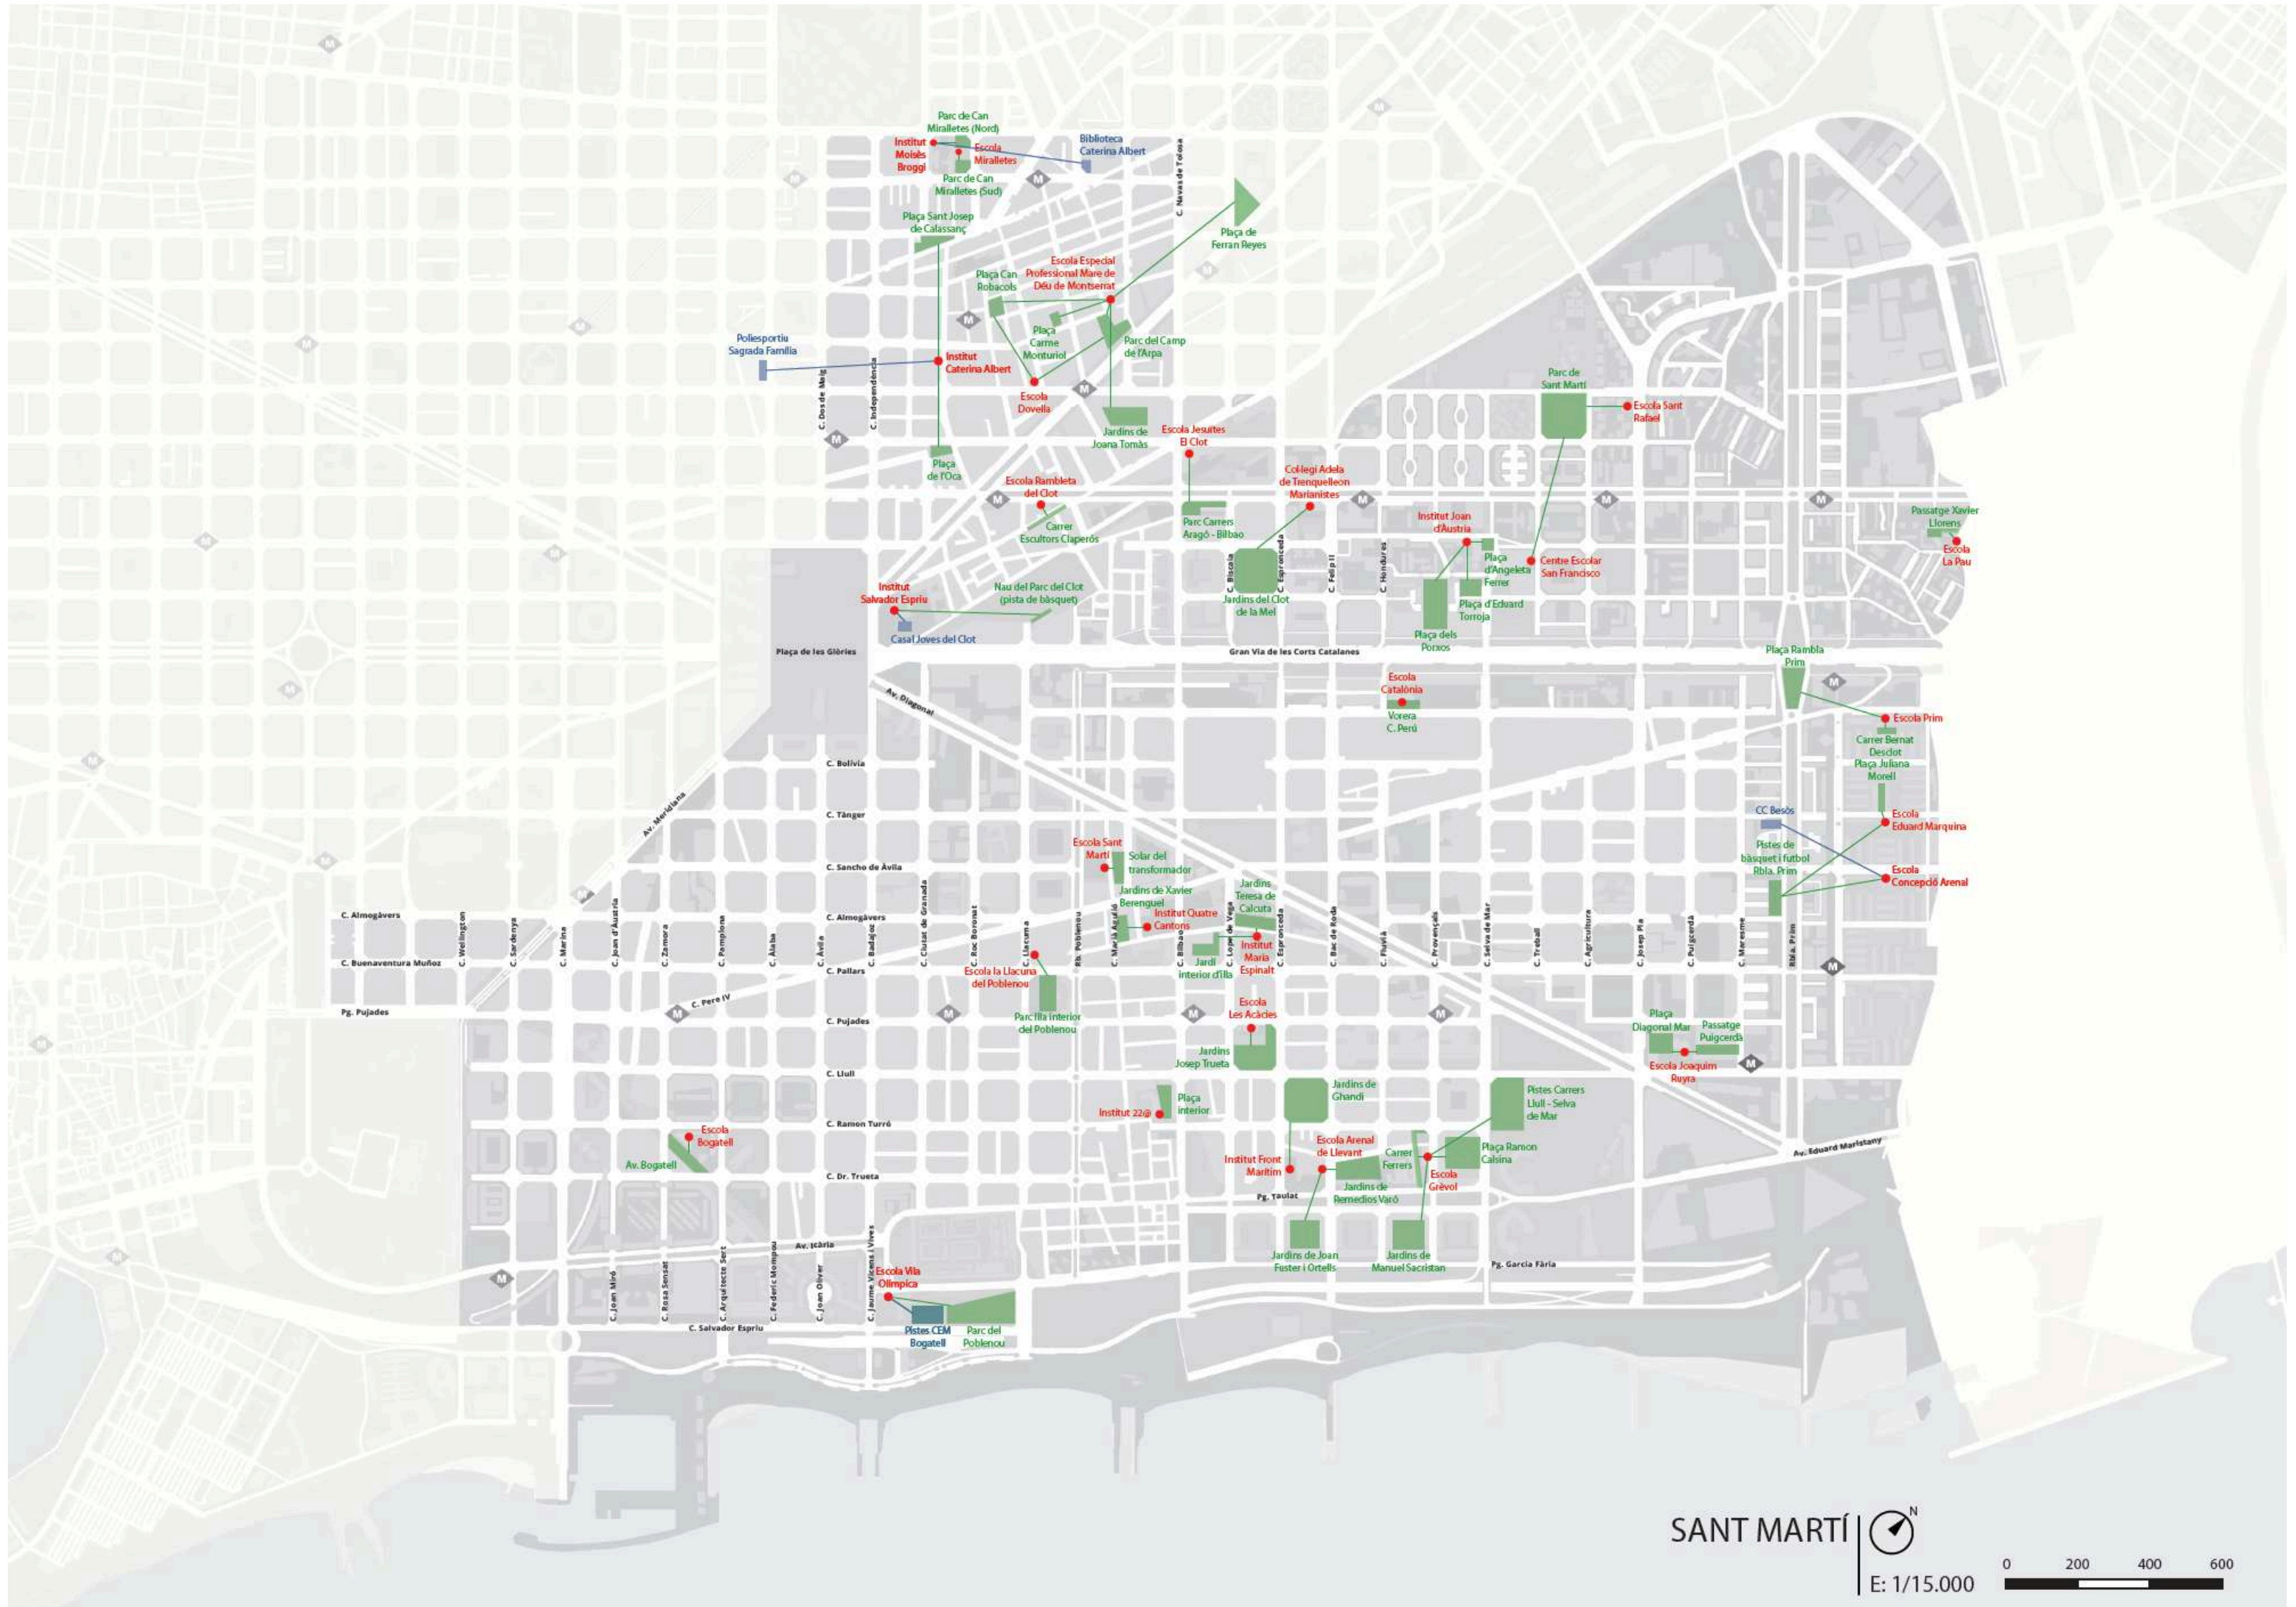 Parc de Can
Miralletes (Nord)
Institut
Moisès
Broggi
Escola
Miralletes
Biblioteca
Caterina Albert
Parc de Can
Miralletes (Sud)
C. Navas de Tolosa
Plaça Sant Josep
de Calassanç
Plaça de
Ferran Reyes
Escola Especial
Professional Mare de
Déu de Montserrat
Plaça Can
Robacols
Plaça
Carme
Monturiol
Parc del Camp
de l'Arpa
Poliesportiu
Sagrada Família
Institut
Caterina Albert
C. Dos de Maig
C. Independència
Escola
Dovella
Parc de
Sant Martí
Escola Sant
Rafael
Jardins de
Joana Tomàs
Escola Jesuïtes
El Clot
Plaça
de l'Oca
Escola Rambleta
del Clot
Col·legi Adela
de Trenquelleon
Marianistes
Carrer
Escultors Claperós
Parc Carrers
Aragó - Bilbao
Institut Joan
d'Àustria
Passatge Xavier
Llorens
Escola
La Pau
Plaça
d'Angeleta
Ferrer
Centre Escolar
San Francisco
C. Biscaia
C. Espronceda
C. Felip II
C. Hondures
Institut
Salvador Espriu
Nau del Parc del Clot
(pista de bàsquet)
Jardins del Clot
de la Mel
Plaça d'Eduard
Torroja
Casal Joves del Clot
Plaça dels
Porxos
Plaça de les Glòries
Gran Via de les Corts Catalanes
Plaça Rambla
Prim
Av. Diagonal
Escola
Catalònia
Vorera
C. Perú
Escola Prim
Carrer Bernat
Desclot
Plaça Juliana
Morell
C. Bolívia
Av. Meridiana
C. Tànger
CC Besòs
Escola
Eduard Marquina
Escola Sant
Martí
Solar del
transformador
Pistes de
bàsquet i futbol
Rbla. Prim
C. Sancho de Àvila
Escola
Concepció Arenal
Jardins de Xavier
Berenguel
Jardins
Teresa de
Calcuta
C. Almogàvers
C. Almogàvers
Institut Quatre
Cantons
C. Wellington
C. Sardenya
C. Marina
C. Joan d'Àustria
C. Zamora
C. Pamplona
C. Àlaba
C. Àvila
C. Badajoz
C. Ciutat de Granada
C. Roc Boronat
C. Llacuna
Rb. Poblenou
C. Marià Aguiló
C. Bilbao
C. Lope de Vega
C. Espronceda
C. Bac de Roda
C. Fluvià
C. Provençals
C. Selva de Mar
C. Treball
C. Agricultura
C. Josep Pla
C. Puigcerdà
C. Maresme
Rbla. Prim
Institut
Maria
Espinalt
Jardí
interior d'illa
C. Buenaventura Muñoz
C. Pallars
Escola la Llacuna
del Poblenou
C. Pere IV
Pg. Pujades
C. Pujades
Parc Illa interior
del Poblenou
Escola
Les Acàcies
Plaça
Diagonal Mar
Passatge
Puigcerdà
Jardins
Josep Trueta
Escola Joaquim
Ruyra
C. Llull
Jardins de
Ghandi
Pistes Carrers
Llull - Selva
de Mar
Institut 22@
Plaça
interior
C. Ramon Turró
Escola
Bogatell
Av. Bogatell
Escola Arenal
de Llevant
Institut Front
Marítim
Carrer
Ferrers
Plaça Ramon
Calsina
Escola
Grèvol
Jardins de
Remedios Varó
Av. Eduard Maristany
C. Dr. Trueta
Pg. Taulat
Av. Icària
Jardins de Joan
Fuster i Ortells
Jardins de
Manuel Sacristan
Pg. Garcia Fària
Escola Vila
Olímpica
C. Joan Miró
C. Rosa Sensat
C. Arquitecte Sert
C. Federic Mompou
C. Joan Oliver
C. Jaume Vicens i Vives
C. Salvador Espriu
Pistes CEM
Bogatell
Parc del
Poblenou
SANT MARTÍ
N
E: 1/15.000
0 200 400 600